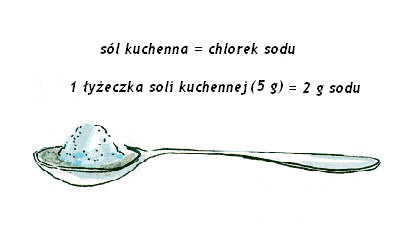 sól kuchenna = chlorek sodu
1 łyżeczka soli kuchennej (5 g) = 2 g sodu